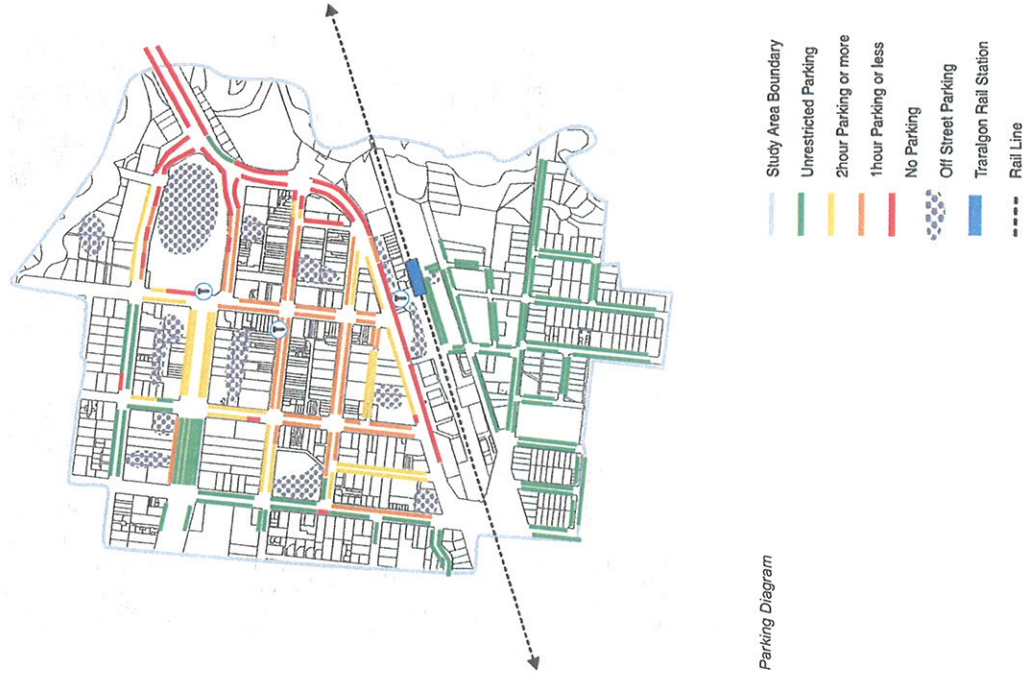 Study Area Boundary
Unrestricted Parking
2hour Parking or more
1hour Parking or less
No Parking
Off Street Parking
Traralgon Rail Station
Rail Line
Parking Diagram
T
T
T